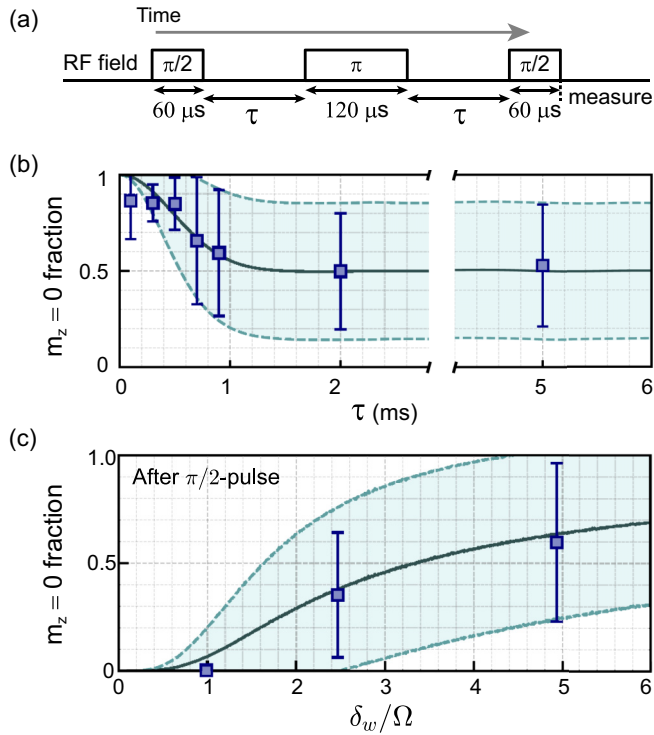 (a)
Time
RF field
π/2
π
π/2
60 μs
τ
120 μs
τ
60 μs
measure
(b)
m_z = 0 fraction
1
0.5
0
0
1
2
5
6
τ (ms)
(c)
After π/2-pulse
m_z = 0 fraction
1.0
0.5
0
0
1
2
3
4
5
6
δ_w/Ω